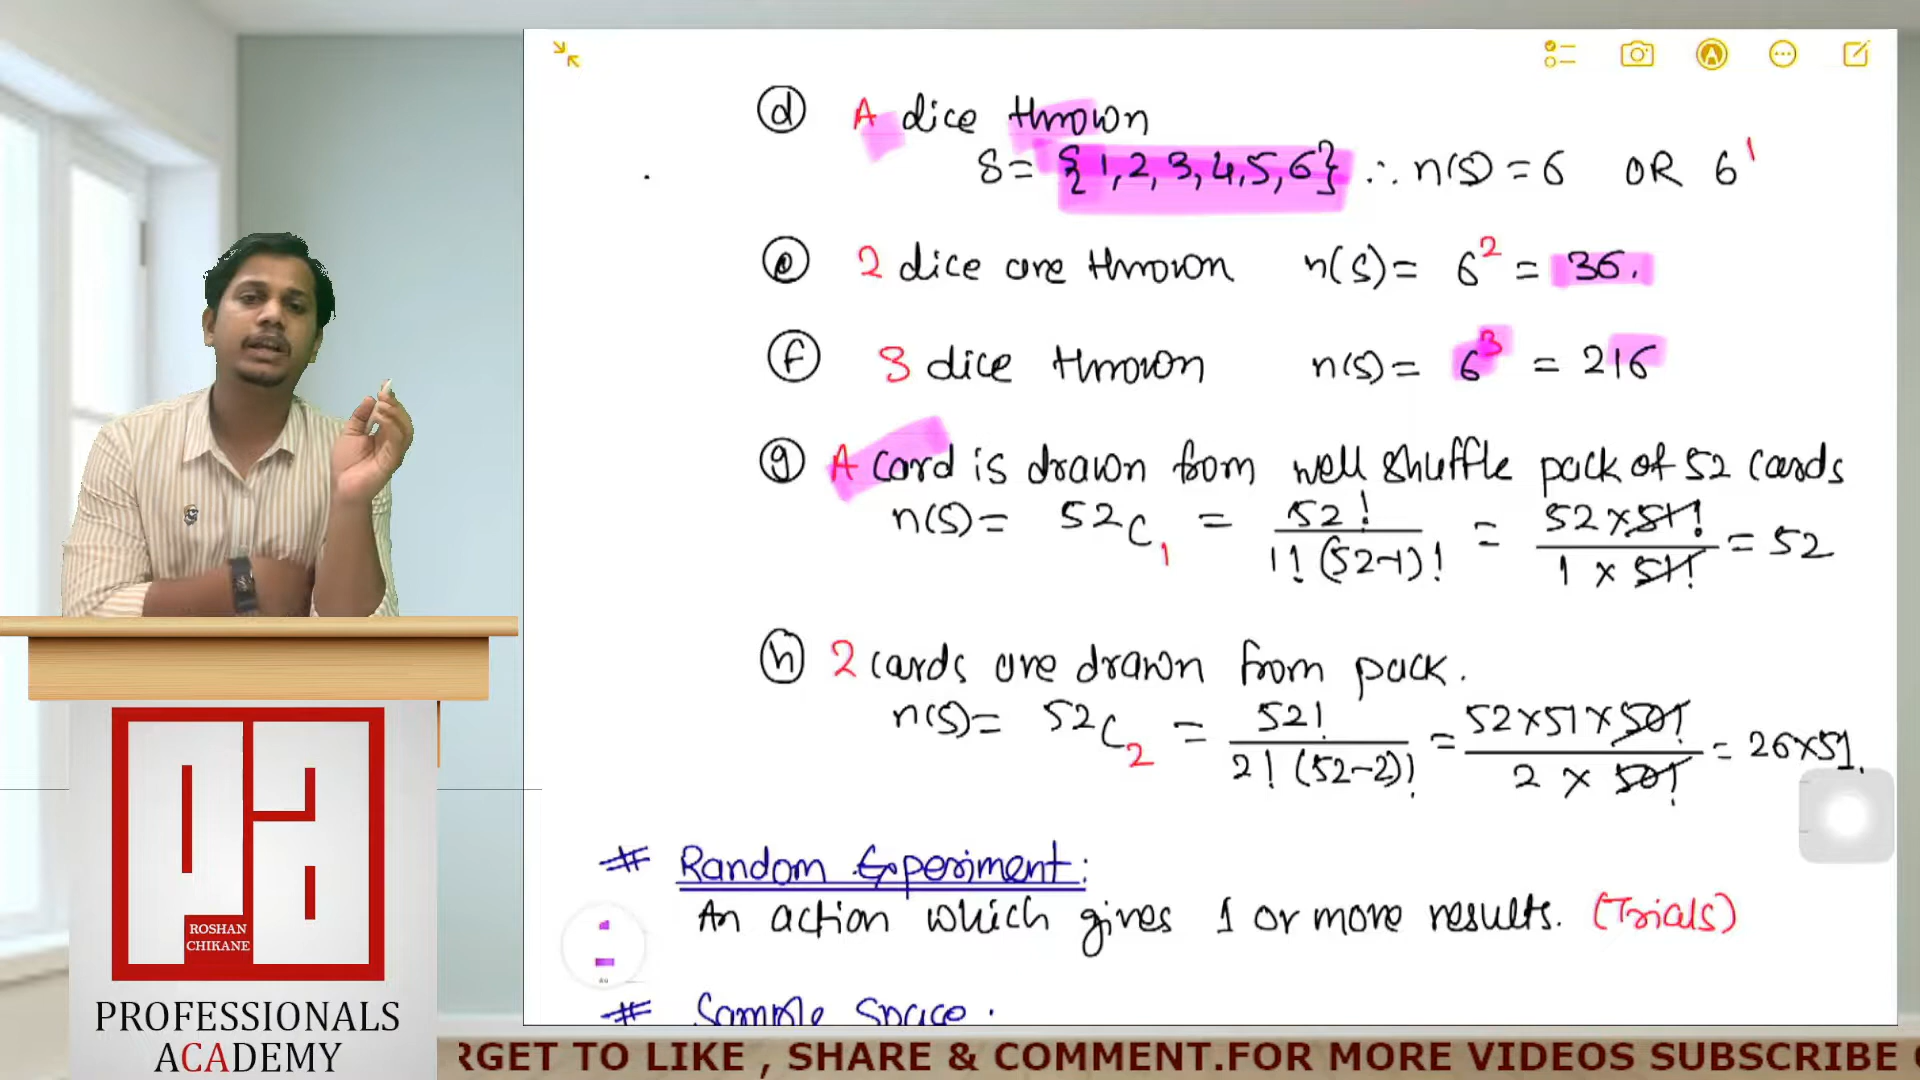 ⓓ A dice thrown
S = {1,2,3,4,5,6} ∴ n(s) = 6 OR 6¹
ⓔ 2 dice are thrown n(s) = 6² = 36.
ⓕ 3 dice thrown n(s) = 6³ = 216
ⓖ A card is drawn from well shuffle pack of 52 cards
n(s) = 52C₁ = 52! / 1!(52-1)! = 52×51! / 1×51! = 52
ⓗ 2 cards are drawn from pack.
n(s) = 52C₂ = 52! / 2!(52-2)! = 52×51×50! / 2×50! = 26×51.
# Random Experiment:
An action which gives 1 or more results. (Trials)
# Sample Space:
pa
ROSHAN
CHIKANE
PROFESSIONALS
ACADEMY
RGET TO LIKE , SHARE & COMMENT.FOR MORE VIDEOS SUBSCRIBE